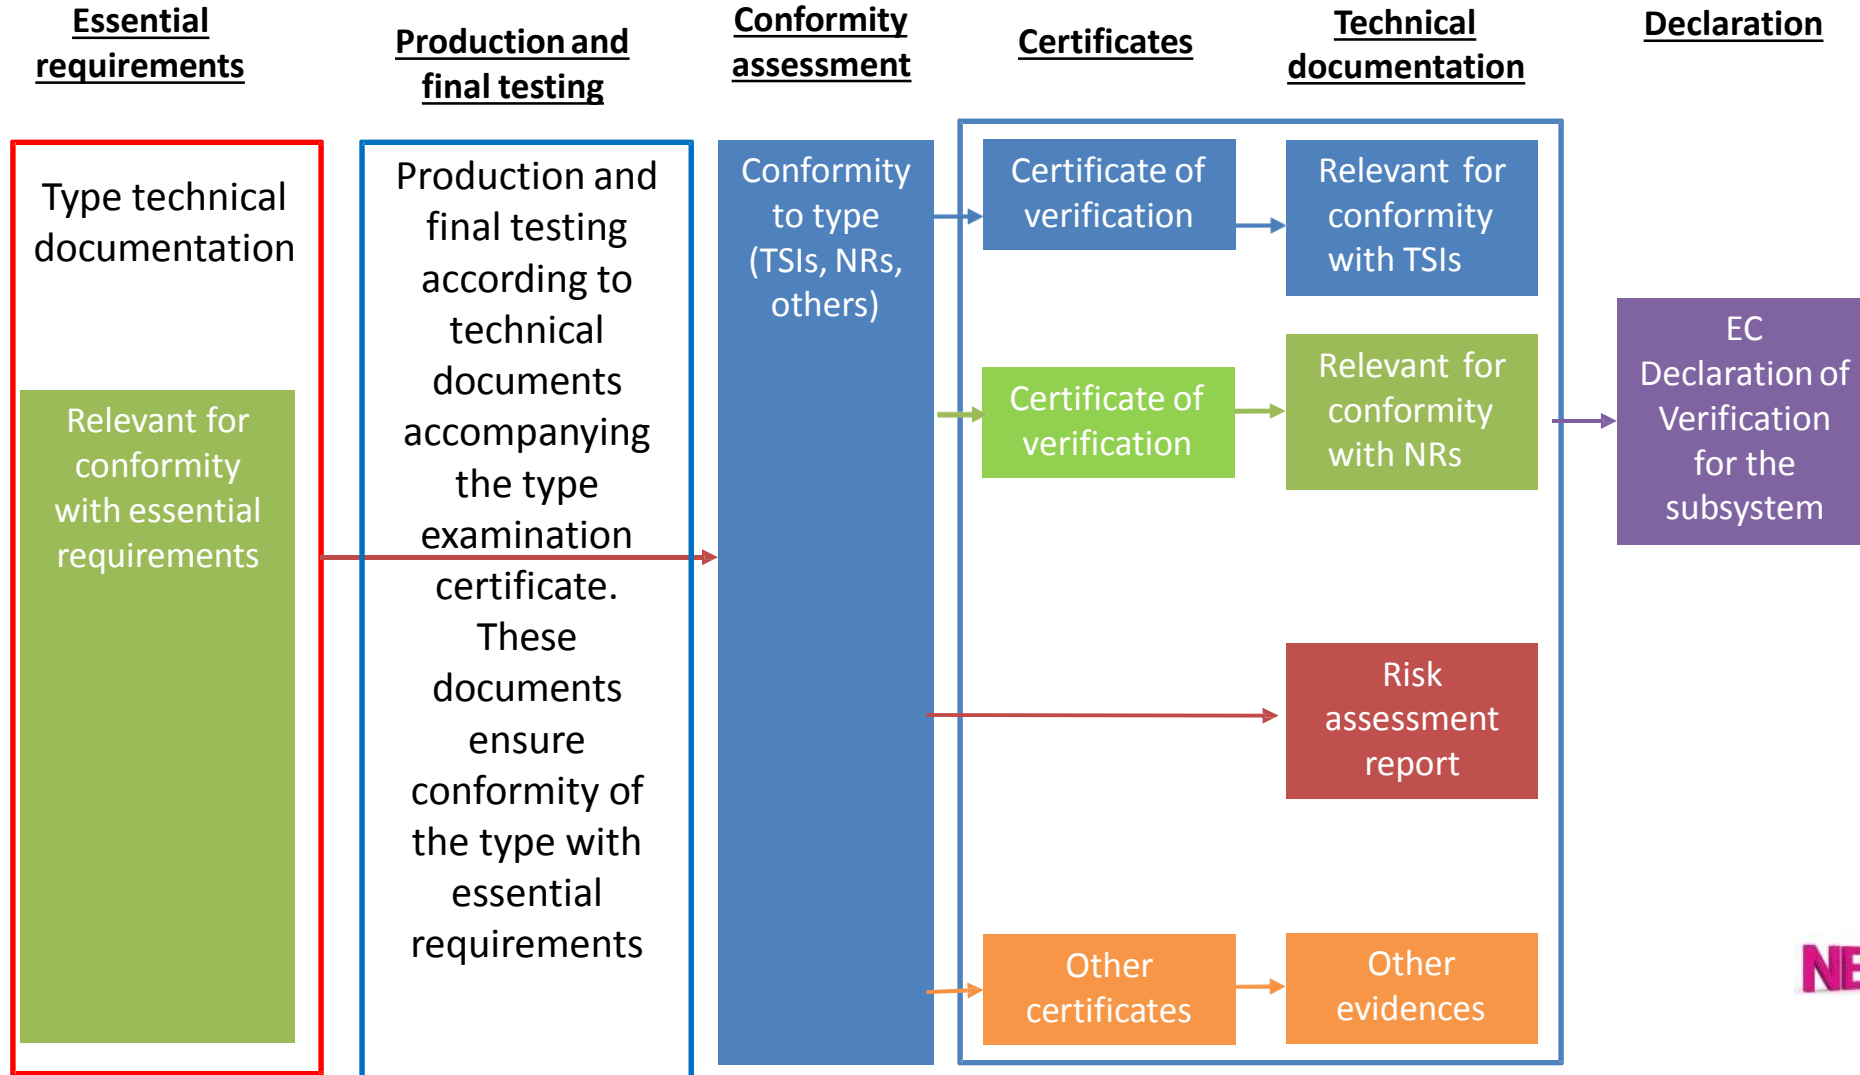 Essential
requirements
Production and
final testing
Conformity
assessment
Certificates
Technical
documentation
Declaration
Type technical
documentation
Relevant for
conformity
with essential
requirements
Production and
final testing
according to
technical
documents
accompanying
the type
examination
certificate.
These
documents
ensure
conformity of
the type with
essential
requirements
Conformity
to type
(TSIs, NRs,
others)
Certificate of
verification
Relevant for
conformity
with TSIs
Certificate of
verification
Relevant for
conformity
with NRs
Risk
assessment
report
Other
certificates
Other
evidences
EC
Declaration of
Verification
for the
subsystem